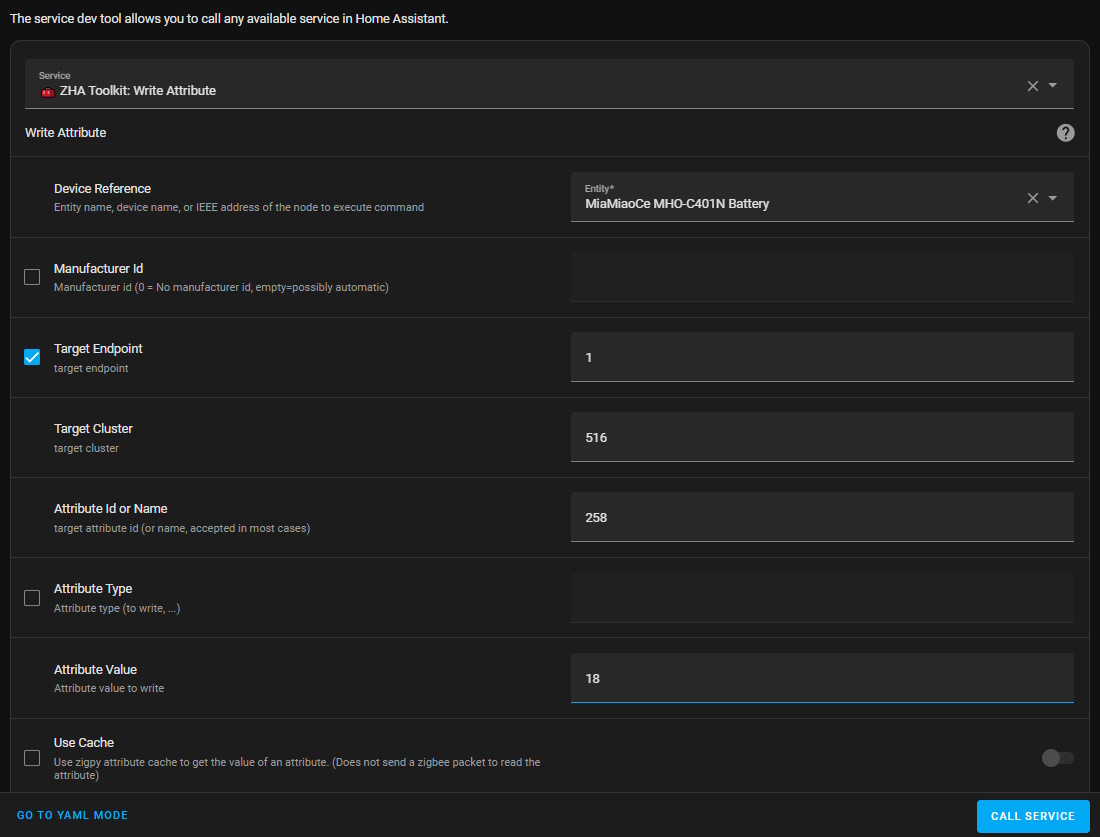 The service dev tool allows you to call any available service in Home Assistant.
Service
ZHA Toolkit: Write Attribute
Write Attribute
Device Reference
Entity name, device name, or IEEE address of the node to execute command
Entity*
MiaMiaoCe MHO-C401N Battery
Manufacturer Id
Manufacturer id (0 = No manufacturer id, empty=possibly automatic)
Target Endpoint
target endpoint
1
Target Cluster
target cluster
516
Attribute Id or Name
target attribute id (or name, accepted in most cases)
258
Attribute Type
Attribute type (to write, ...)
Attribute Value
Attribute value to write
18
Use Cache
Use zigpy attribute cache to get the value of an attribute. (Does not send a zigbee packet to read the
attribute)
GO TO YAML MODE
CALL SERVICE